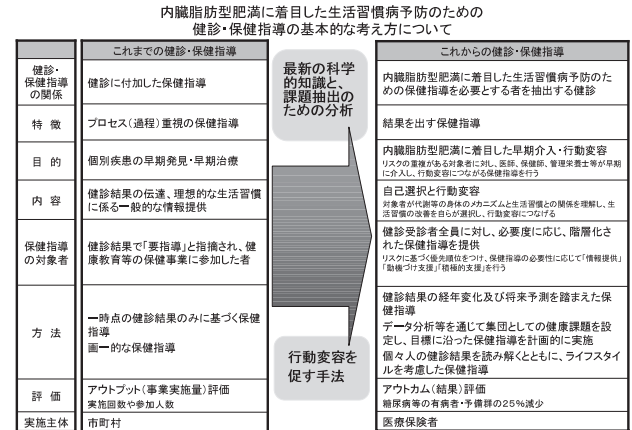 内臓脂肪型肥満に着目した生活習慣病予防のための
健診・保健指導の基本的な考え方について
これまでの健診・保健指導
これからの健診・保健指導
健診・
保健指導
の関係
健診に付加した保健指導
最新の科学
的知識と、
課題抽出の
ための分析
内臓脂肪型肥満に着目した生活習慣病予防のた
めの保健指導を必要とする者を抽出する健診
特 徴
プロセス(過程)重視の保健指導
結果を出す保健指導
目 的
個別疾患の早期発見・早期治療
内臓脂肪型肥満に着目した早期介入・行動変容
リスクの重複がある対象者に対し、医師、保健師、管理栄養士等が早期
に介入し、行動変容につながる保健指導を行う
内 容
健診結果の伝達、理想的な生活習慣
に係る一般的な情報提供
自己選択と行動変容
対象者が代謝等の身体のメカニズムと生活習慣との関係を理解し、生
活習慣の改善を自らが選択し、行動変容につなげる
保健指導
の対象者
健診結果で「要指導」と指摘され、健
康教育等の保健事業に参加した者
健診受診者全員に対し、必要度に応じ、階層化さ
れた保健指導を提供
リスクに基づく優先順位をつけ、保健指導の必要性に応じて「情報提供」
「動機づけ支援」「積極的支援」を行う
方 法
一時点の健診結果のみに基づく保健
指導
画一的な保健指導
健診結果の経年変化及び将来予測を踏まえた保
健指導
データ分析等を通じて集団としての健康課題を設
定し、目標に沿った保健指導を計画的に実施
個々人の健診結果を読み解くとともに、ライフスタイ
ルを考慮した保健指導
行動変容を
促す手法
評 価
アウトプット(事業実施量)評価
実施回数や参加人数
アウトカム(結果)評価
糖尿病等の有病者・予備群の25%減少
実施主体
市町村
医療保険者